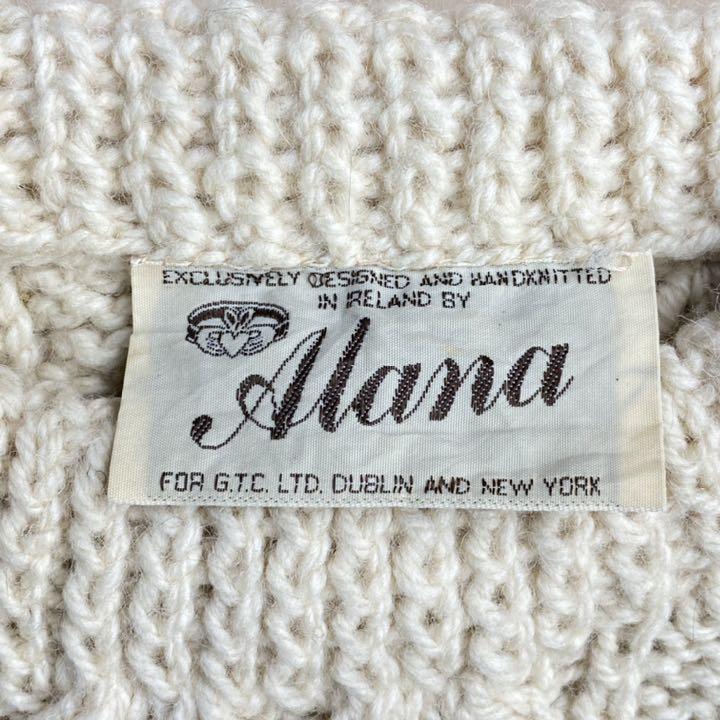 EXCLUSIVELY DESIGNED AND HANDKNITTED
IN IRELAND BY
Alana
FOR G.T.C. LTD. DUBLIN AND NEW YORK